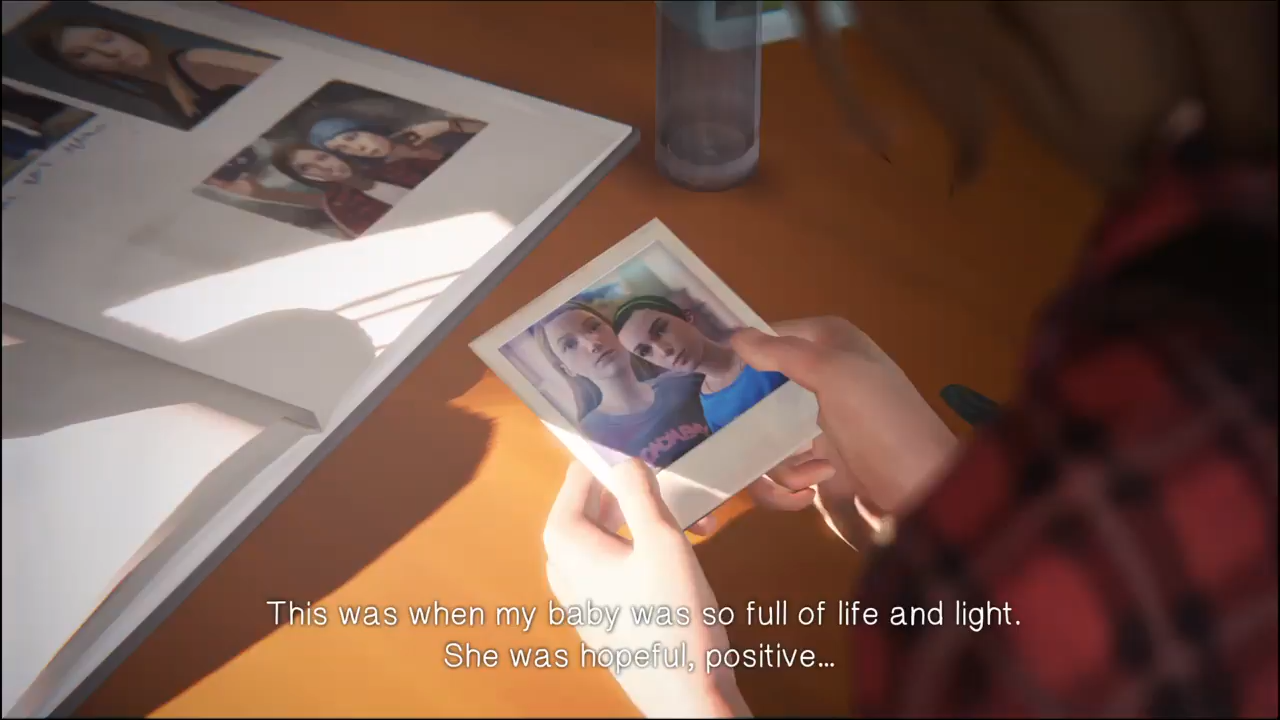 This was when my baby was so full of life and light.
She was hopeful, positive...